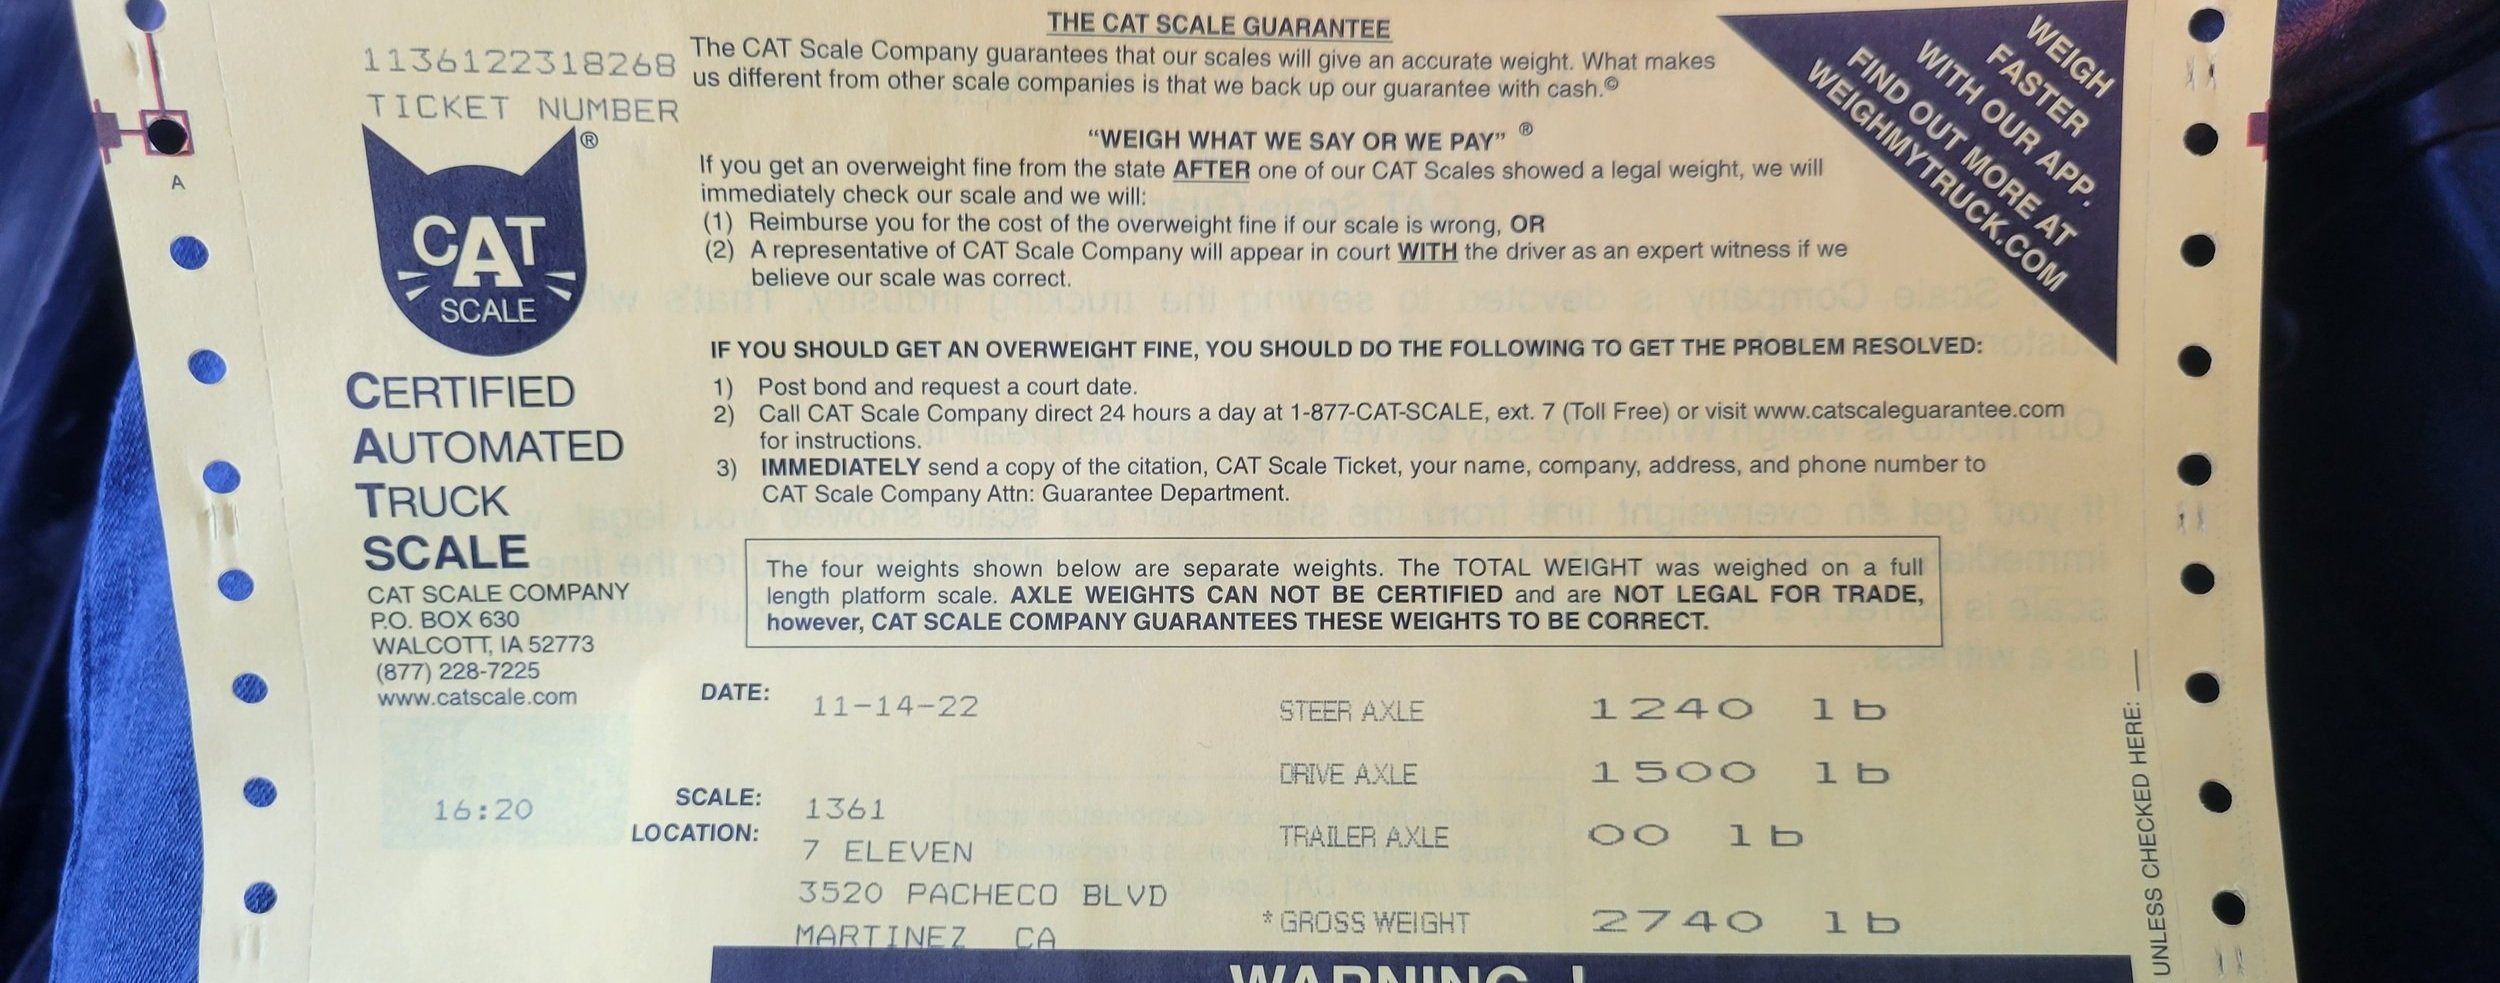 1136122318268
TICKET NUMBER
CAT
SCALE
®
CERTIFIED
AUTOMATED
TRUCK
SCALE
CAT SCALE COMPANY
P.O. BOX 630
WALCOTT, IA 52773
(877) 228-7225
www.catscale.com
16:20
A
THE CAT SCALE GUARANTEE
The CAT Scale Company guarantees that our scales will give an accurate weight. What makes
us different from other scale companies is that we back up our guarantee with cash.©
“WEIGH WHAT WE SAY OR WE PAY” ®
If you get an overweight fine from the state AFTER one of our CAT Scales showed a legal weight, we will
immediately check our scale and we will:
(1) Reimburse you for the cost of the overweight fine if our scale is wrong, OR
(2) A representative of CAT Scale Company will appear in court WITH the driver as an expert witness if we
believe our scale was correct.
WEIGH
FASTER
WITH OUR APP.
FIND OUT MORE AT
WEIGHMYTRUCK.COM
IF YOU SHOULD GET AN OVERWEIGHT FINE, YOU SHOULD DO THE FOLLOWING TO GET THE PROBLEM RESOLVED:
1) Post bond and request a court date.
2) Call CAT Scale Company direct 24 hours a day at 1-877-CAT-SCALE, ext. 7 (Toll Free) or visit www.catscaleguarantee.com
for instructions.
3) IMMEDIATELY send a copy of the citation, CAT Scale Ticket, your name, company, address, and phone number to
CAT Scale Company Attn: Guarantee Department.
The four weights shown below are separate weights. The TOTAL WEIGHT was weighed on a full
length platform scale. AXLE WEIGHTS CAN NOT BE CERTIFIED and are NOT LEGAL FOR TRADE,
however, CAT SCALE COMPANY GUARANTEES THESE WEIGHTS TO BE CORRECT.
DATE: 11-14-22
SCALE: 1361
LOCATION: 7 ELEVEN
3520 PACHECO BLVD
MARTINEZ CA
STEER AXLE 1240 lb
DRIVE AXLE 1500 lb
TRAILER AXLE 00 lb
*GROSS WEIGHT 2740 lb
UNLESS CHECKED HERE:
WARNING !